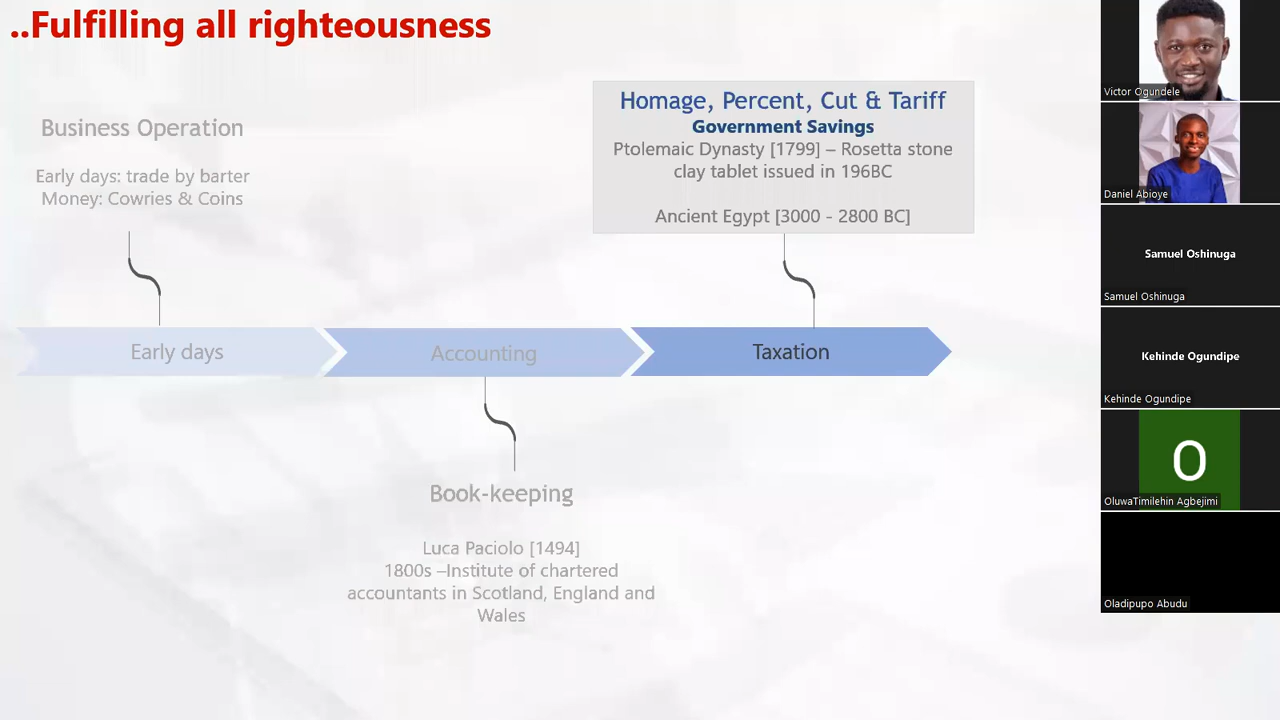 ..Fulfilling all righteousness
Business Operation
Early days: trade by barter
Money: Cowries & Coins
Homage, Percent, Cut & Tariff
Government Savings
Ptolemaic Dynasty [1799] – Rosetta stone
clay tablet issued in 196BC
Ancient Egypt [3000 - 2800 BC]
Early days
Accounting
Taxation
Book-keeping
Luca Paciolo [1494]
1800s –Institute of chartered
accountants in Scotland, England and
Wales
Victor Ogundele
Daniel Abioye
Samuel Oshinuga
Samuel Oshinuga
Kehinde Ogundipe
Kehinde Ogundipe
O
OluwaTimilehin Agbejimi
Oladipupo Abudu